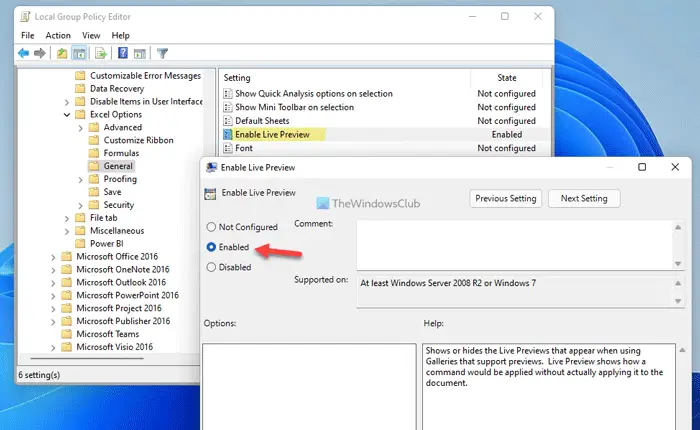 Local Group Policy Editor
File Action View Help
Customizable Error Messages
Data Recovery
Disable Items in User Interface
Excel Options
Advanced
Customize Ribbon
Formulas
General
Proofing
Save
Security
File tab
Miscellaneous
Power BI
Microsoft Office 2016
Microsoft OneNote 2016
Microsoft Outlook 2016
Microsoft PowerPoint 2016
Microsoft Project 2016
Microsoft Publisher 2016
Microsoft Teams
Microsoft Visio 2016
6 setting(s)
Setting State
Show Quick Analysis options on selection Not configured
Show Mini Toolbar on selection Not configured
Default Sheets Not configured
Enable Live Preview Enabled
Font Not configured
Enable Live Preview
Enable Live Preview
TheWindowsClub
Previous Setting Next Setting
Not Configured
Enabled
Disabled
Comment:
Supported on: At least Windows Server 2008 R2 or Windows 7
Options: Help:
Shows or hides the Live Previews that appear when using
Galleries that support previews. Live Preview shows how a
command would be applied without actually applying it to the
document.